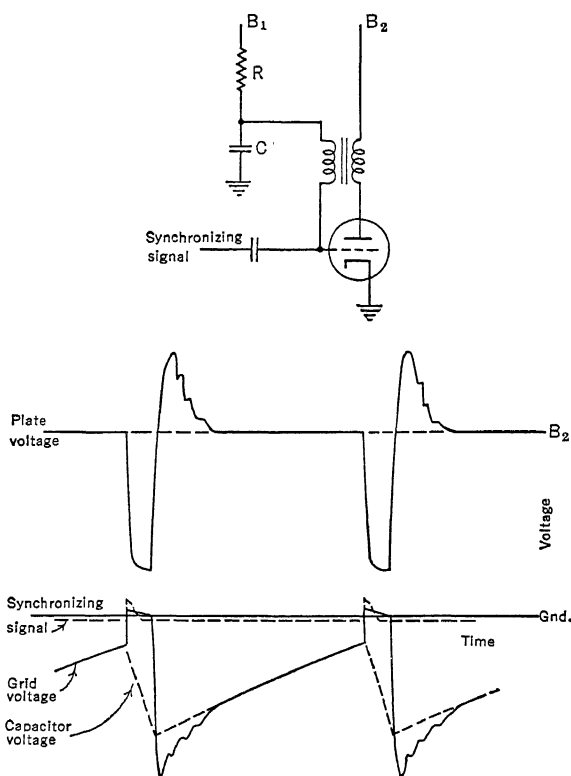 B1 B2
R
C
Synchronizing
signal
Plate
voltage
B2
Voltage
Synchronizing
signal
Gnd.
Time
Grid
voltage
Capacitor
voltage